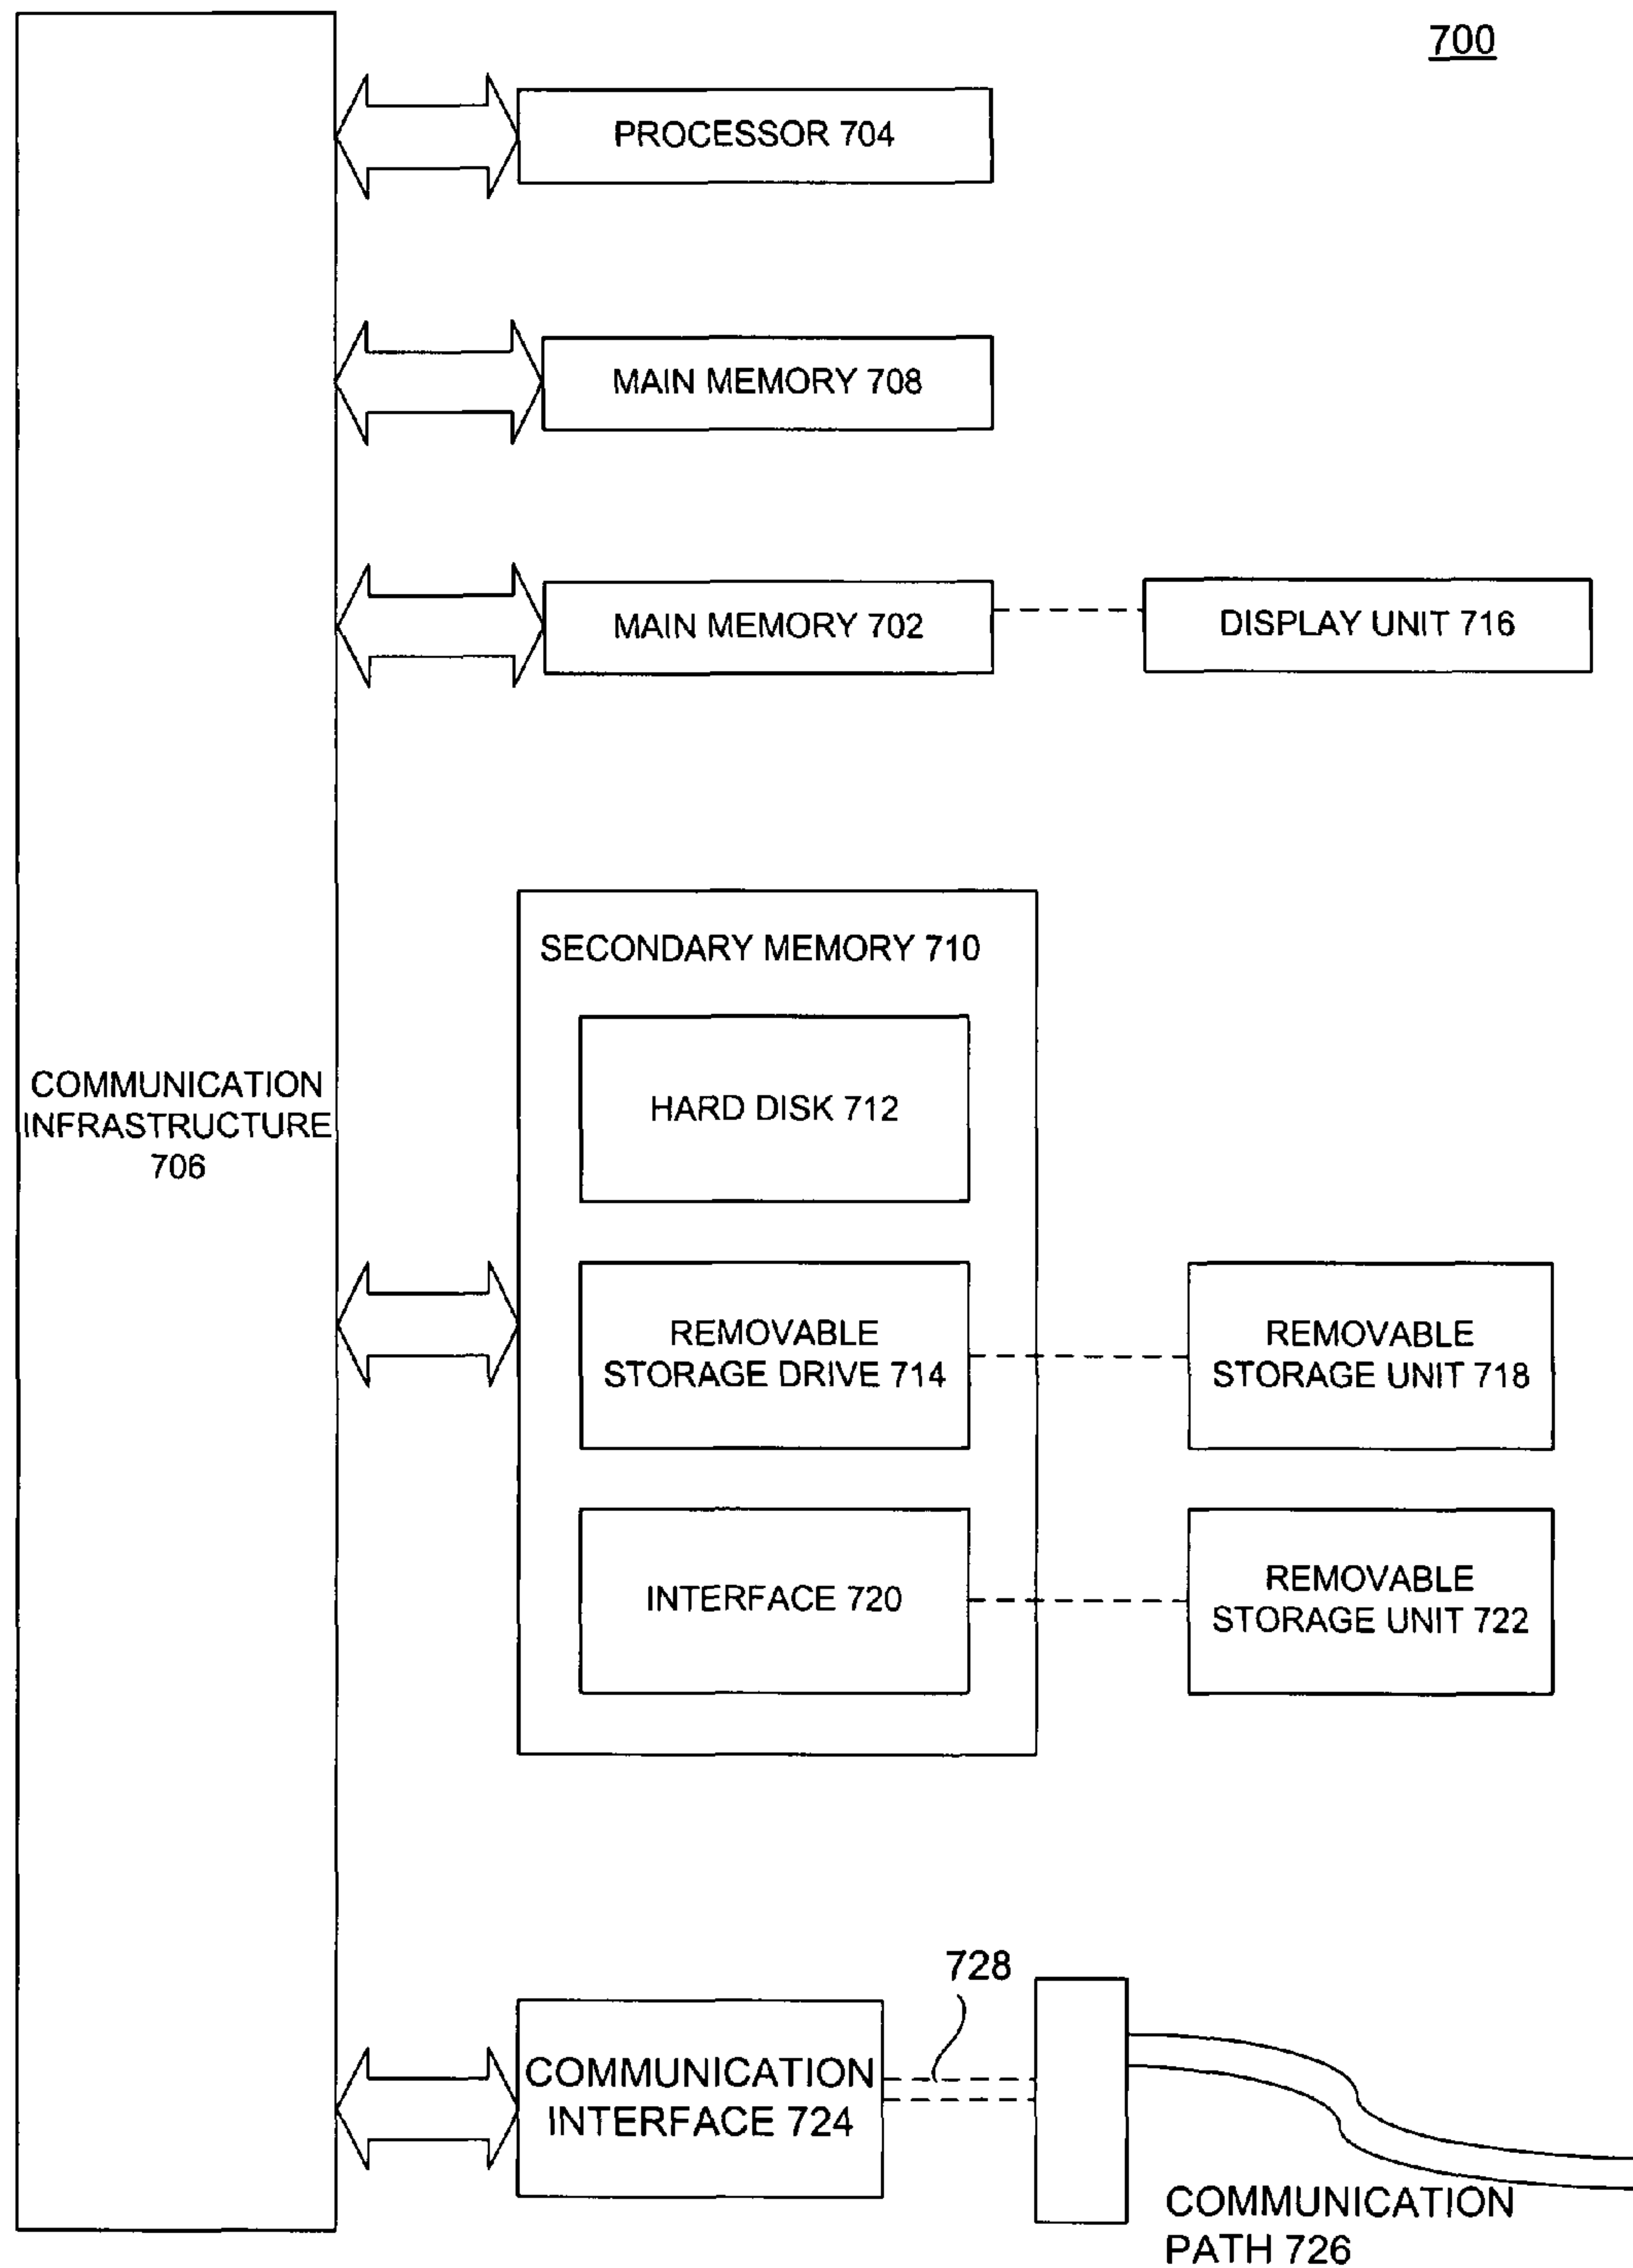 700
PROCESSOR 704
MAIN MEMORY 708
MAIN MEMORY 702
DISPLAY UNIT 716
SECONDARY MEMORY 710
HARD DISK 712
COMMUNICATION
INFRASTRUCTURE
706
REMOVABLE
STORAGE DRIVE 714
REMOVABLE
STORAGE UNIT 718
INTERFACE 720
REMOVABLE
STORAGE UNIT 722
728
COMMUNICATION
INTERFACE 724
COMMUNICATION
PATH 726